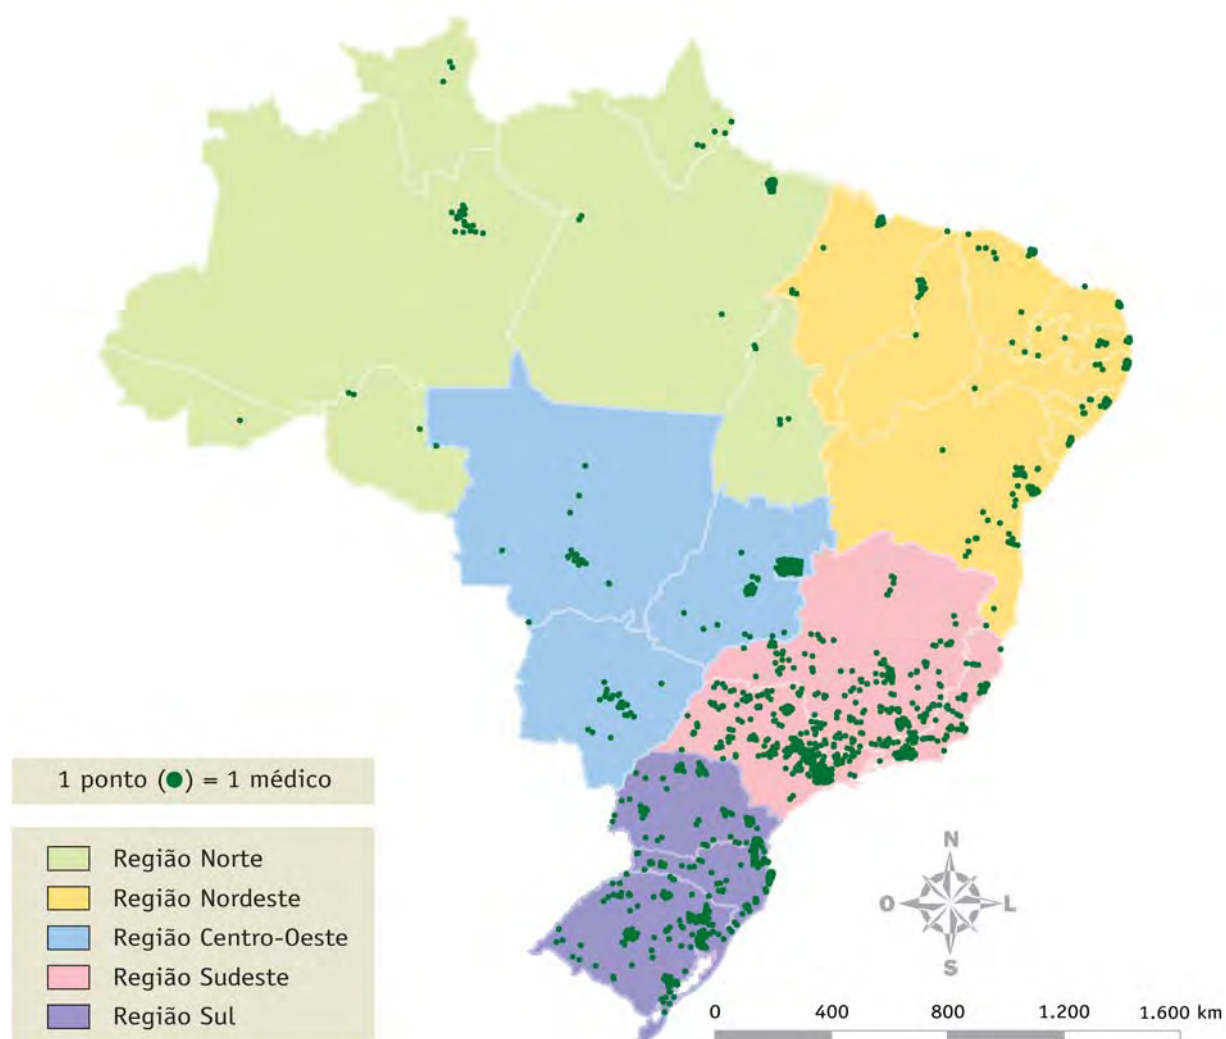 1 ponto (●) = 1 médico
Região Norte
Região Nordeste
Região Centro-Oeste
Região Sudeste
Região Sul
N
O L
S
0 400 800 1.200 1.600 km